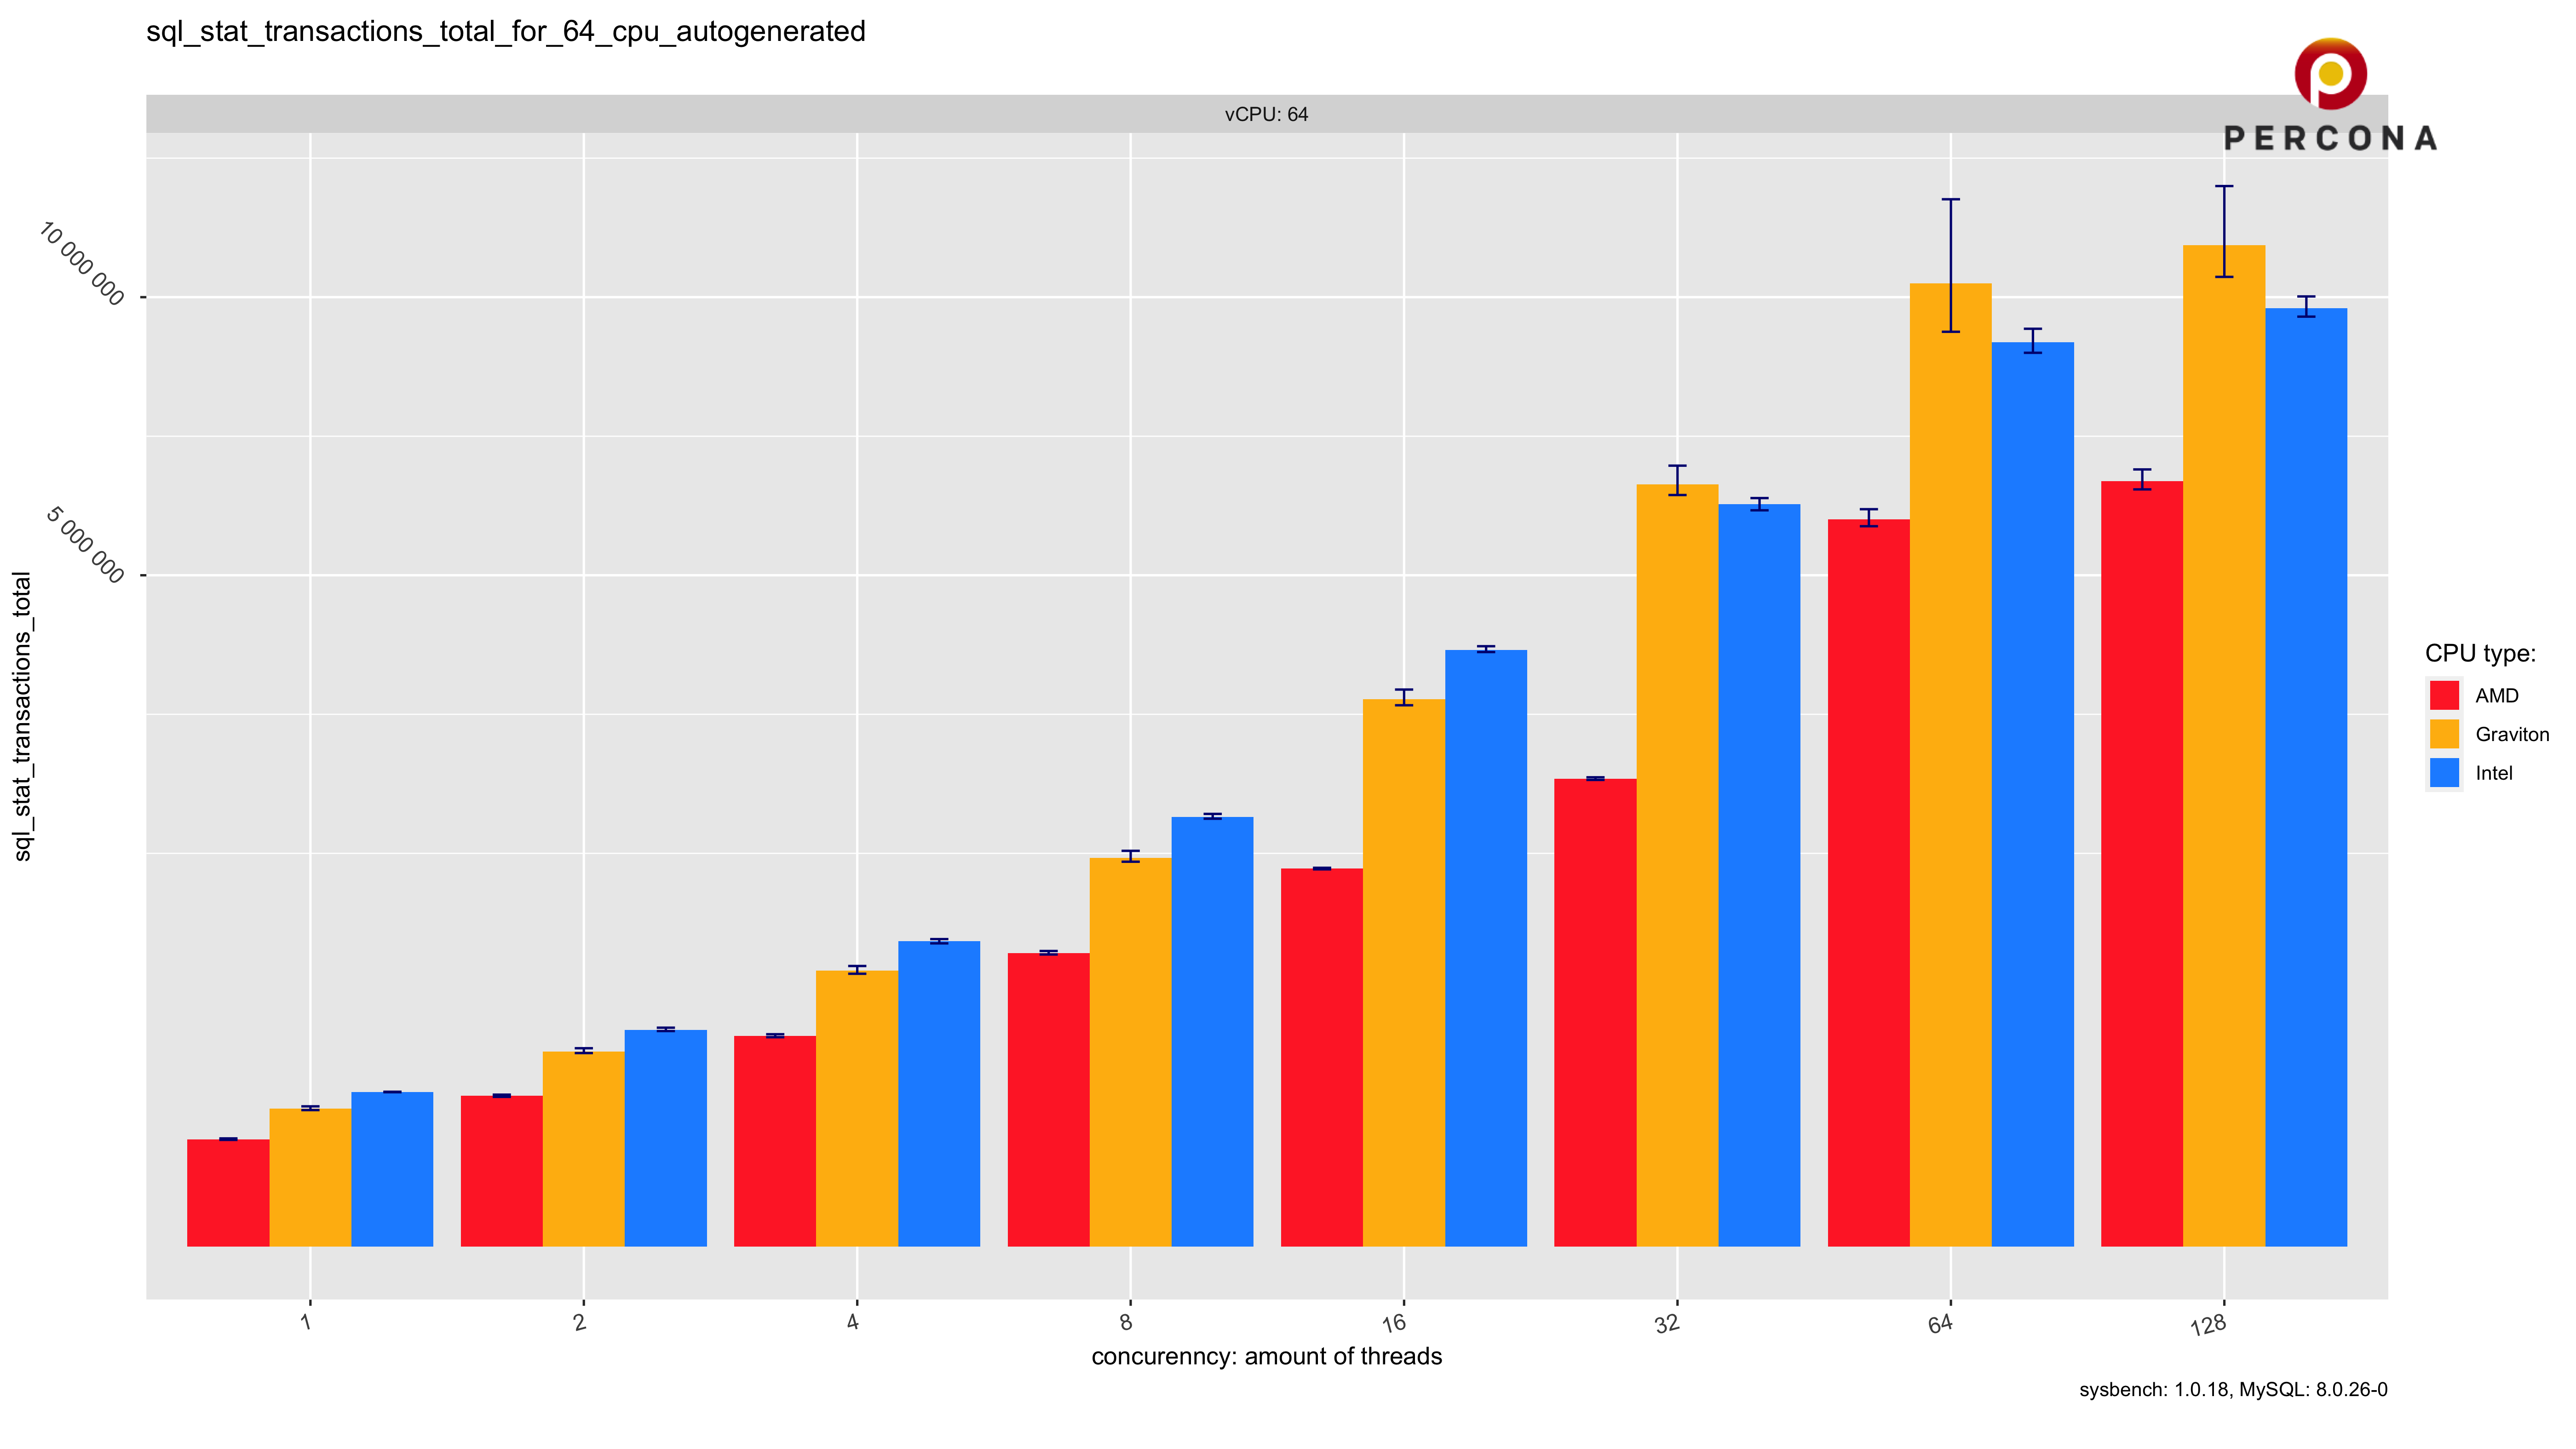 sql_stat_transactions_total_for_64_cpu_autogenerated
PERCONA
vCPU: 64
10 000 000
5 000 000
sql_stat_transactions_total
CPU type:
AMD
Graviton
Intel
1
2
4
8
16
32
64
128
concurenncy: amount of threads
sysbench: 1.0.18, MySQL: 8.0.26-0